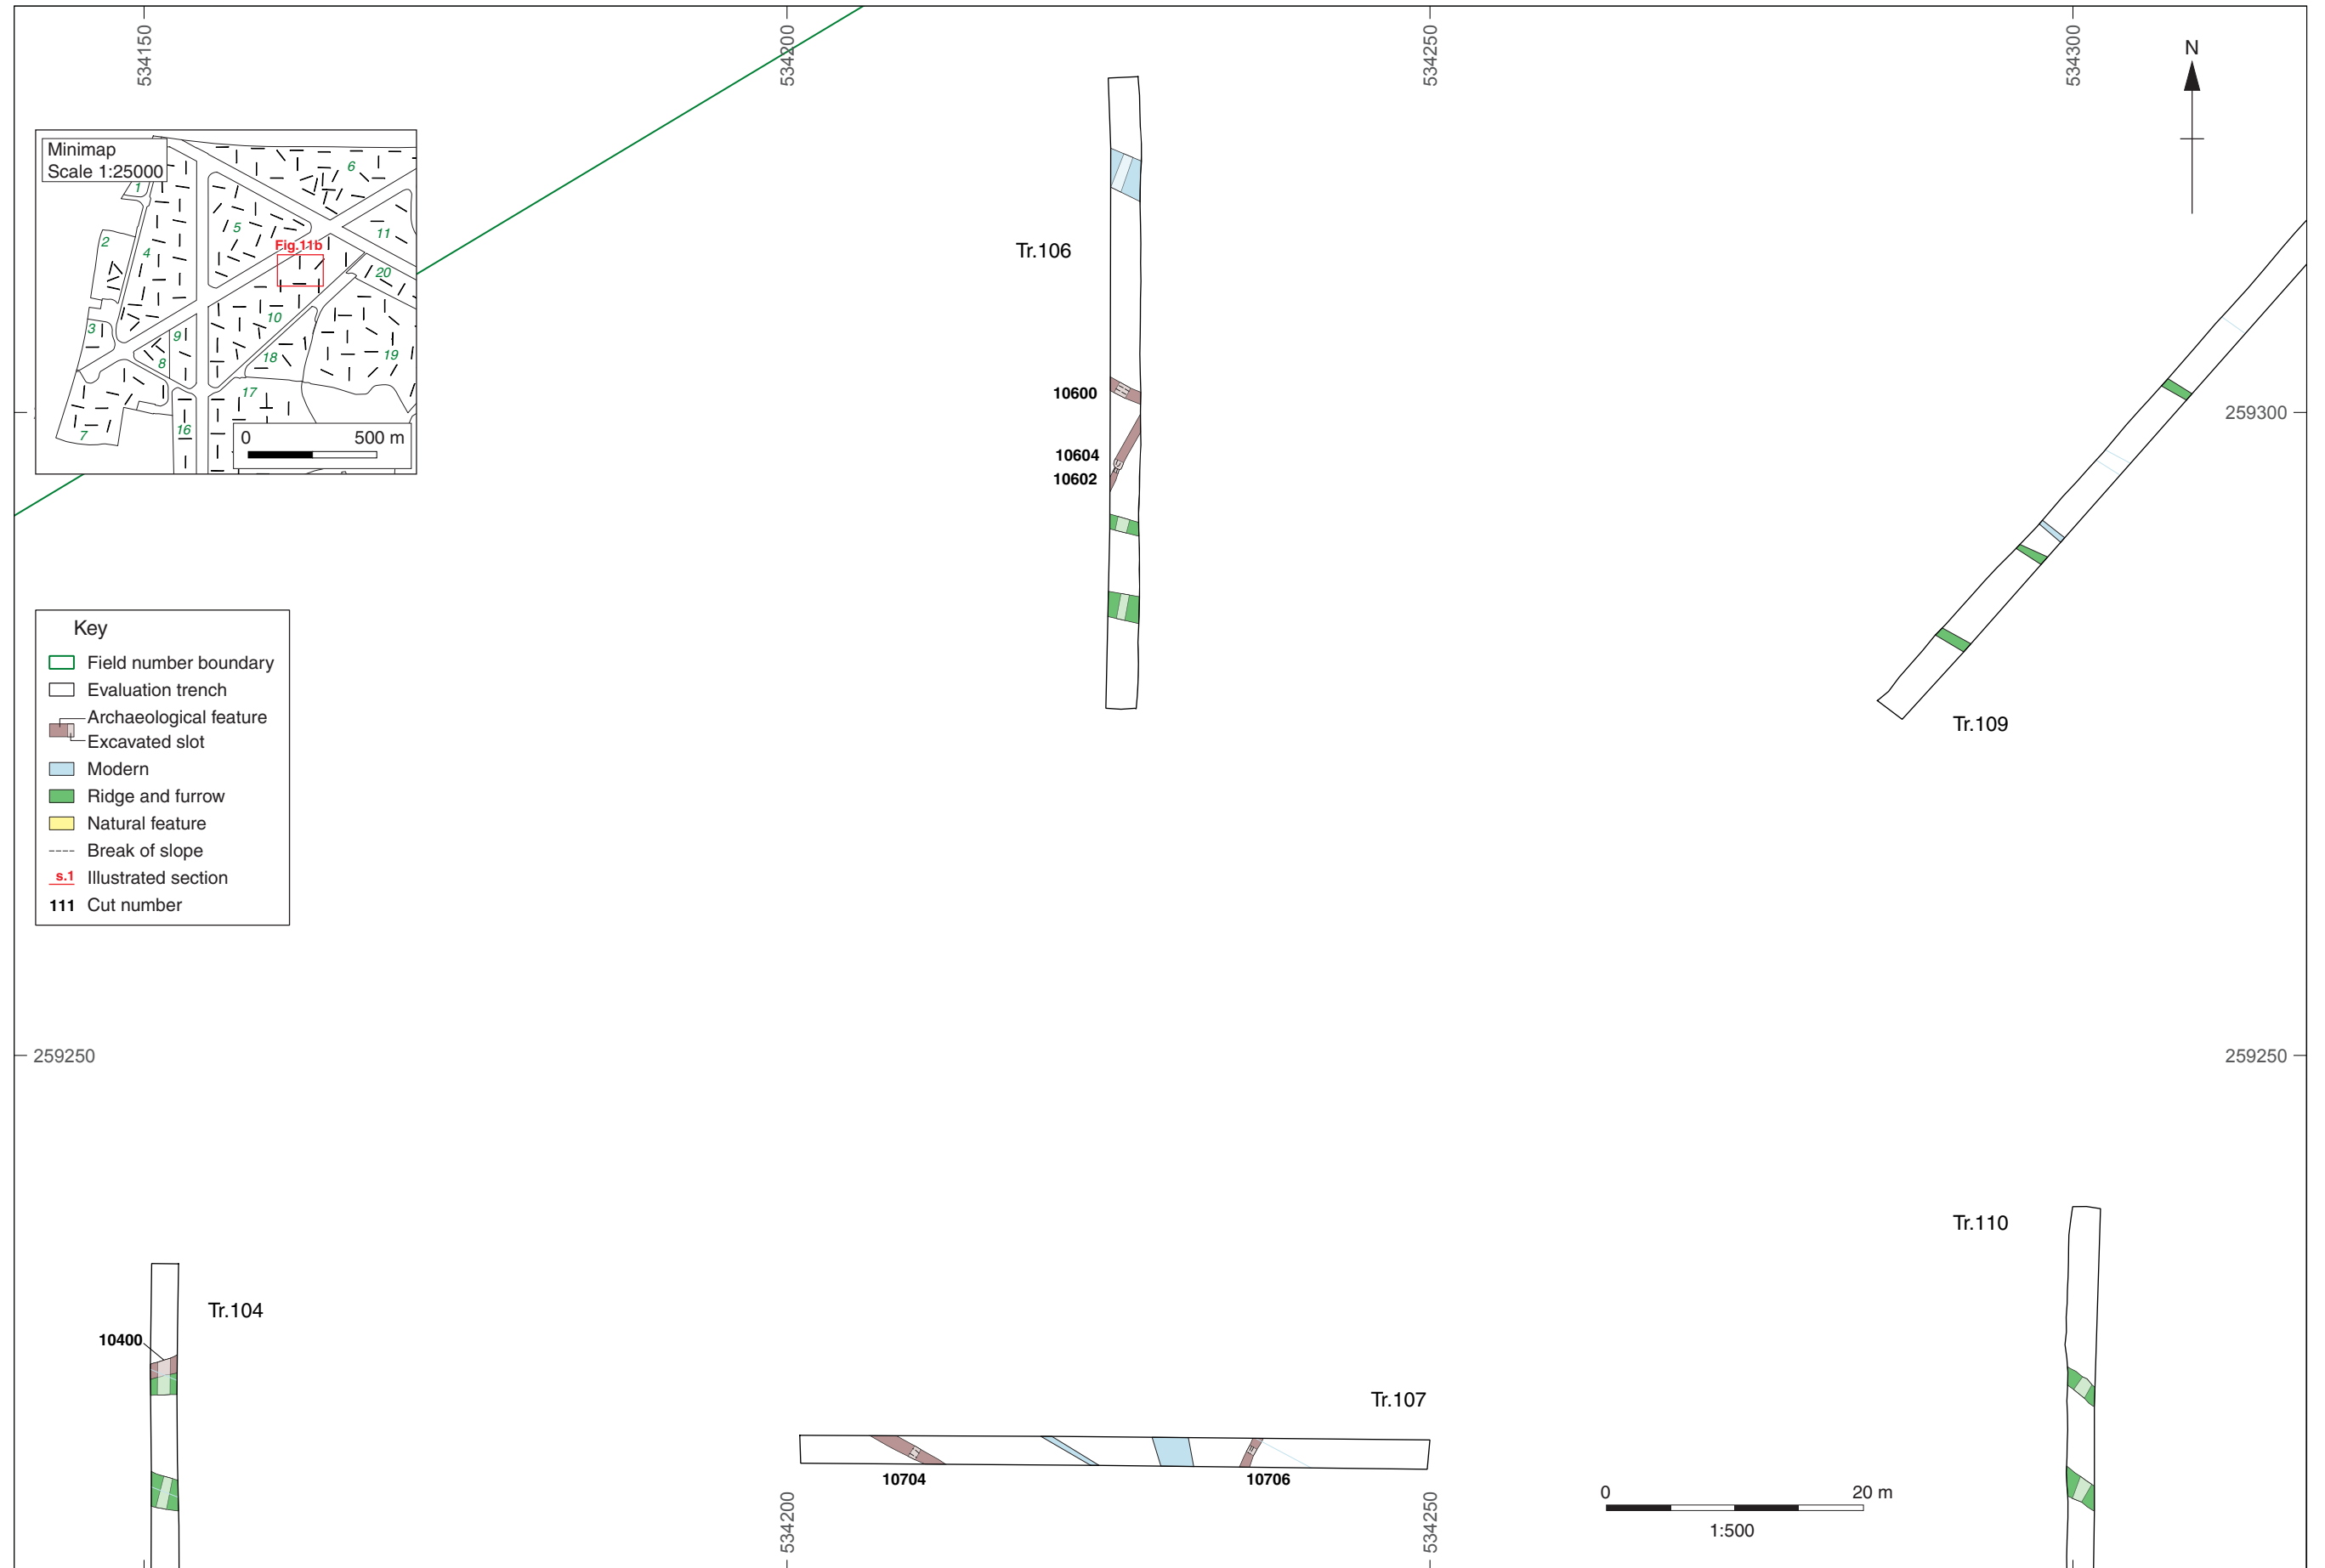 534150
534200
534250
534300
N
Minimap
Scale 1:25000
1
2
3
4
5
6
7
8
9
10
11
16
17
18
19
20
Fig.11b
0 500 m
Tr.106
10600
10604
10602
259300
Tr.109
Key
Field number boundary
Evaluation trench
Archaeological feature
Excavated slot
Modern
Ridge and furrow
Natural feature
Break of slope
s.1 Illustrated section
111 Cut number
259250
259250
Tr.110
Tr.104
10400
Tr.107
10704
10706
0 20 m
1:500
534200
534250